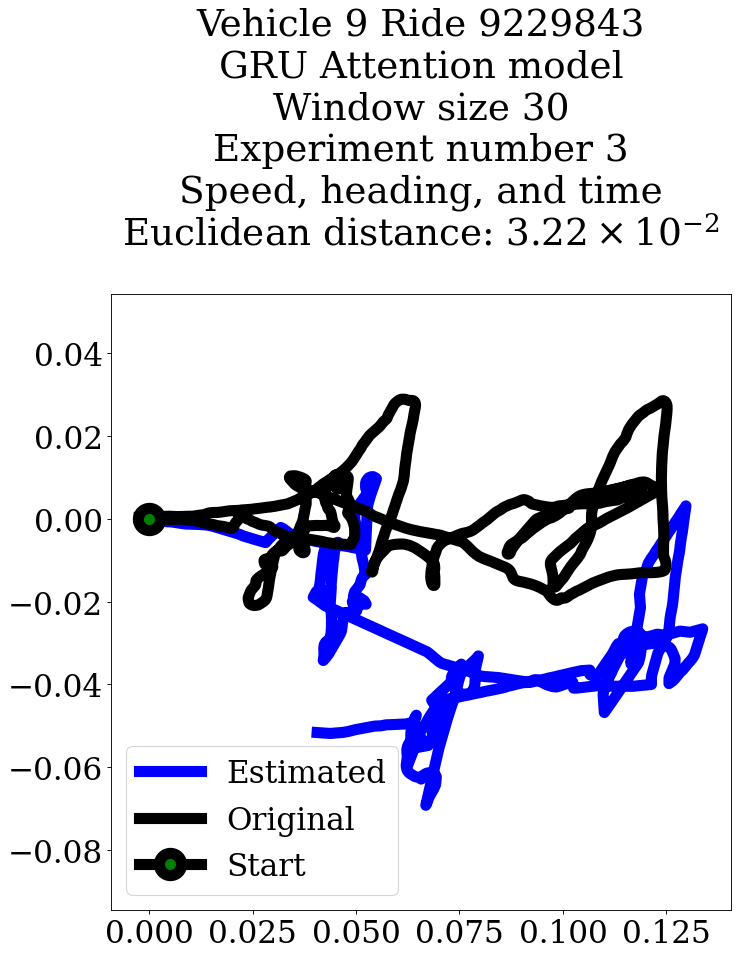 Vehicle 9 Ride 9229843
GRU Attention model
Window size 30
Experiment number 3
Speed, heading, and time
Euclidean distance: 3.22 × 10⁻²
0.04
0.02
0.00
−0.02
−0.04
−0.06
−0.08
Estimated
Original
Start
0.000 0.025 0.050 0.075 0.100 0.125